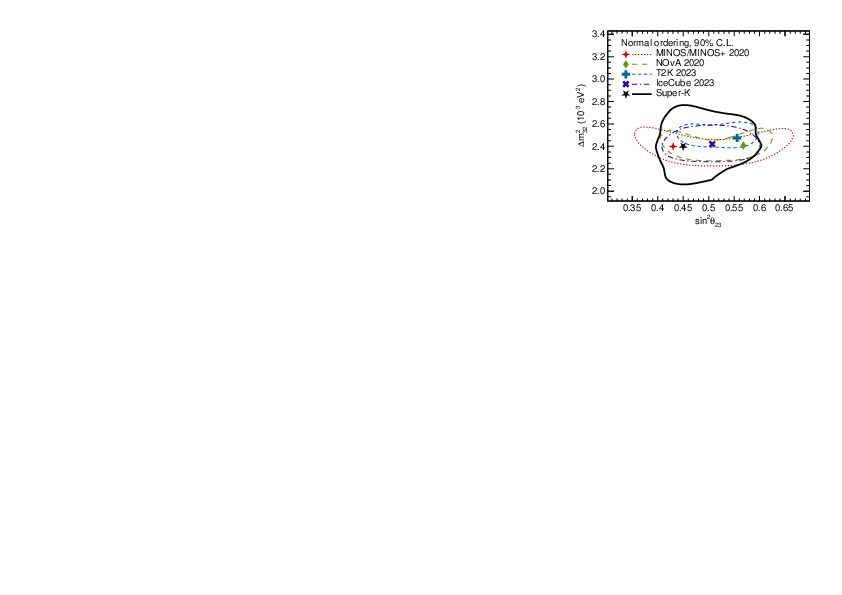 Normal ordering, 90% C.L.
MINOS/MINOS+ 2020
NOvA 2020
T2K 2023
IceCube 2023
Super-K
3.4
3.2
3.0
2.8
2.6
2.4
2.2
2.0
Δm²₃₂ (10⁻³ eV²)
0.35 0.4 0.45 0.5 0.55 0.6 0.65
sin²θ₂₃